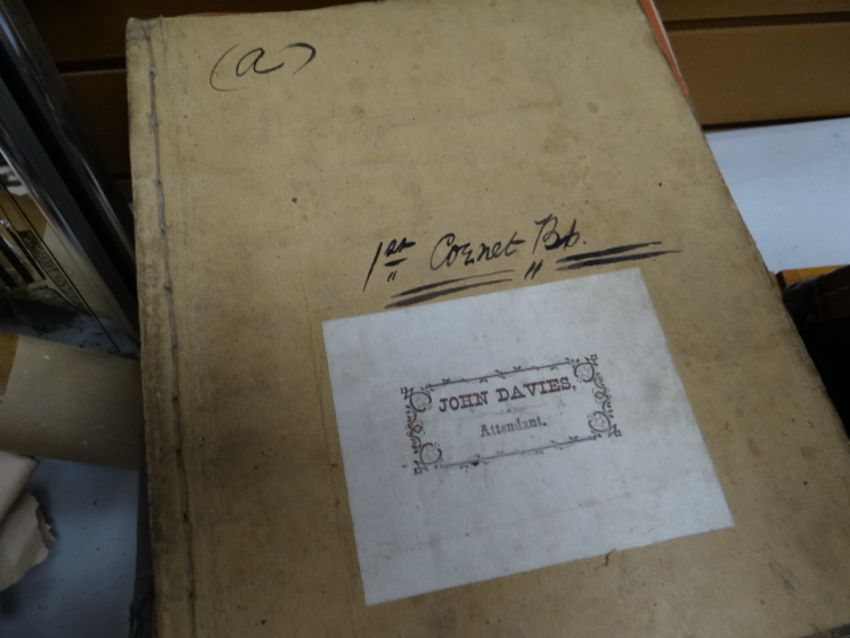 (a)
1st Cornet Bb.
JOHN DAVIES,
Attendant.